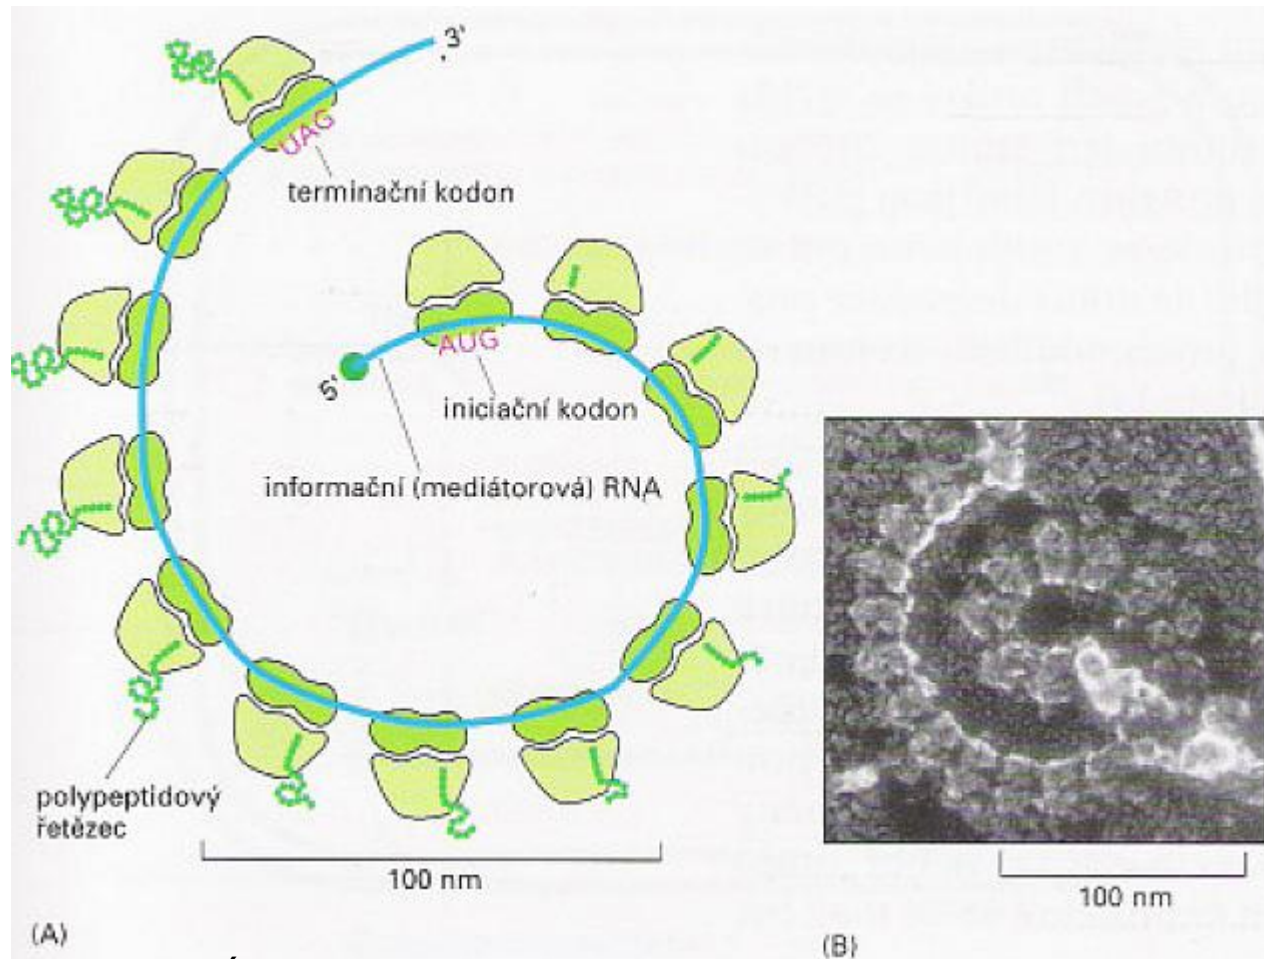 3'
UAG
terminační kodon
AUG
5'
iniciační kodon
informační (mediátorová) RNA
polypeptidový
řetězec
100 nm
100 nm
(A)
(B)